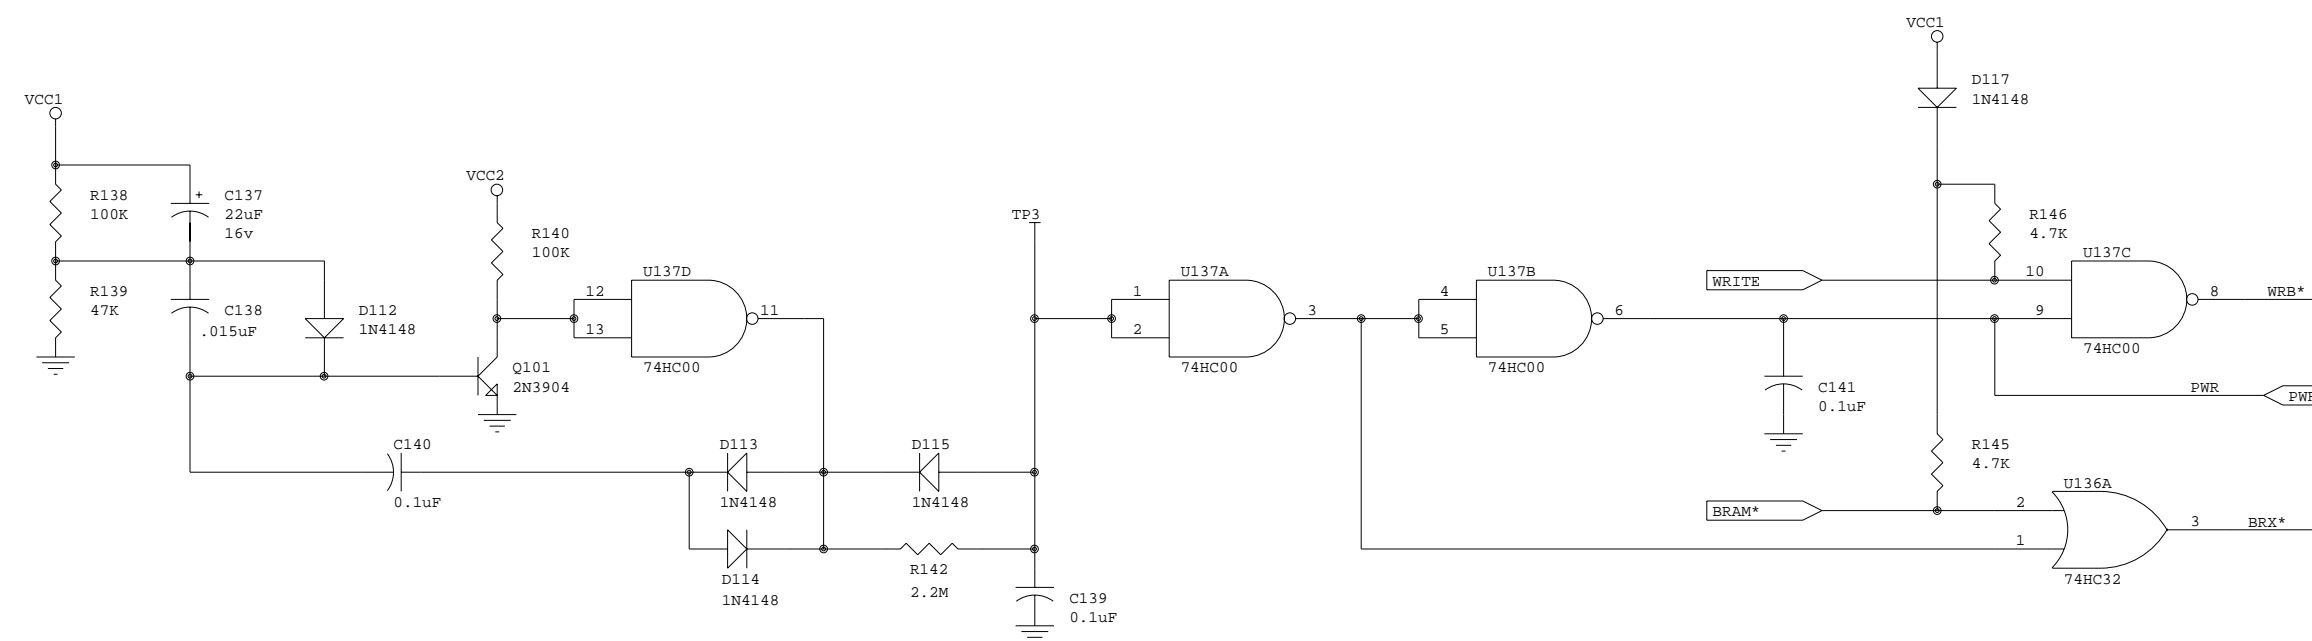 VCC1
D117
1N4148
VCC1
R138
100K
+
C137
22uF
16v
VCC2
R140
100K
TP3
R146
4.7K
R139
47K
C138
.015uF
D112
1N4148
U137D
12
13
11
74HC00
Q101
2N3904
U137A
1
2
3
74HC00
U137B
4
5
6
74HC00
WRITE
10
9
U137C
8
WRB*
74HC00
C141
0.1uF
PWR
C140
0.1uF
D113
1N4148
D115
1N4148
D114
1N4148
R142
2.2M
C139
0.1uF
R145
4.7K
BRAM*
2
1
U136A
3
BRX*
74HC32